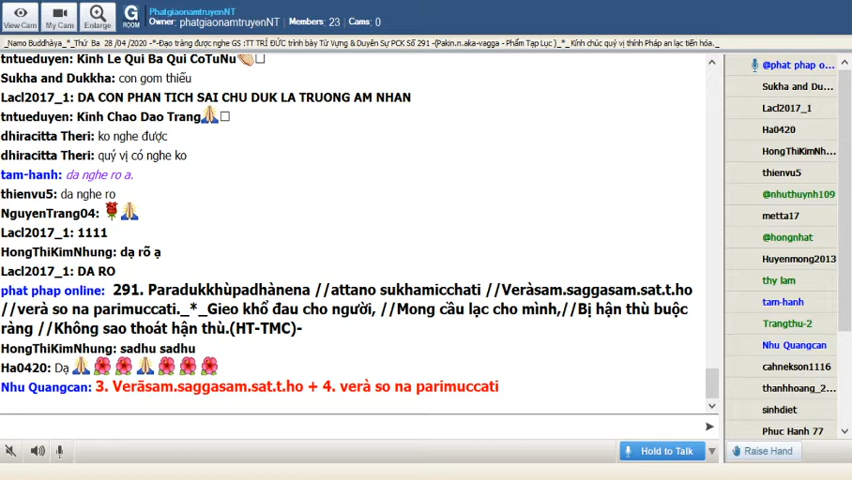 View Cam
My Cam
Enlarge
G
ROOM
PhatgiaonamtruyenNT
Owner: phatgiaonamtruyenNT Members: 23 Cams: 0
_Namo Buddhàya_*_Thứ Ba 28 /04 /2020 -*-Đạo tràng được nghe GS :TT TRÍ ĐỨC trình bày Từ Vựng & Duyên Sự PCK Số 291 -(Pakin.n.aka-vagga - Phẩm Tạp Lục )_*_Kính chúc quý vị thính Pháp an lạc tiến hóa._
tntueduyen: Kinh Le Qui Ba Qui CoTuNu
Sukha and Dukkha: con gom thiếu
Lacl2017_1: DA CON PHAN TICH SAI CHU DUK LA TRUONG AM NHAN
tntueduyen: Kinh Chao Dao Trang
dhiracitta Theri: ko nghe được
dhiracitta Theri: quý vị có nghe ko
tam-hanh: da nghe ro a.
thienvu5: da nghe ro
NguyenTrang04:
Lacl2017_1: 1111
HongThiKimNhung: dạ rõ ạ
Lacl2017_1: DA RO
phat phap online: 291. Paradukkhùpadhànena //attano sukhamicchati //Veràsam.saggasam.sat.t.ho
//verà so na parimuccati._*_Gieo khổ đau cho người, //Mong cầu lạc cho mình,//Bị hận thù buộc
ràng //Không sao thoát hận thù.(HT-TMC)-
HongThiKimNhung: sadhu sadhu
Ha0420: Dạ
Nhu Quangcan: 3. Verāsam.saggasam.sat.t.ho + 4. verà so na parimuccati
@phat phap o...
Sukha and Du...
Lacl2017_1
Ha0420
HongThiKimNh...
thienvu5
@nhuthuynh109
metta17
@hongnhat
Huyenmong2013
thy lam
tam-hanh
Trangthu-2
Nhu Quangcan
cahnekson1116
thanhhoang_2...
sinhdiet
Phuc Hanh 77
Hold to Talk
Raise Hand